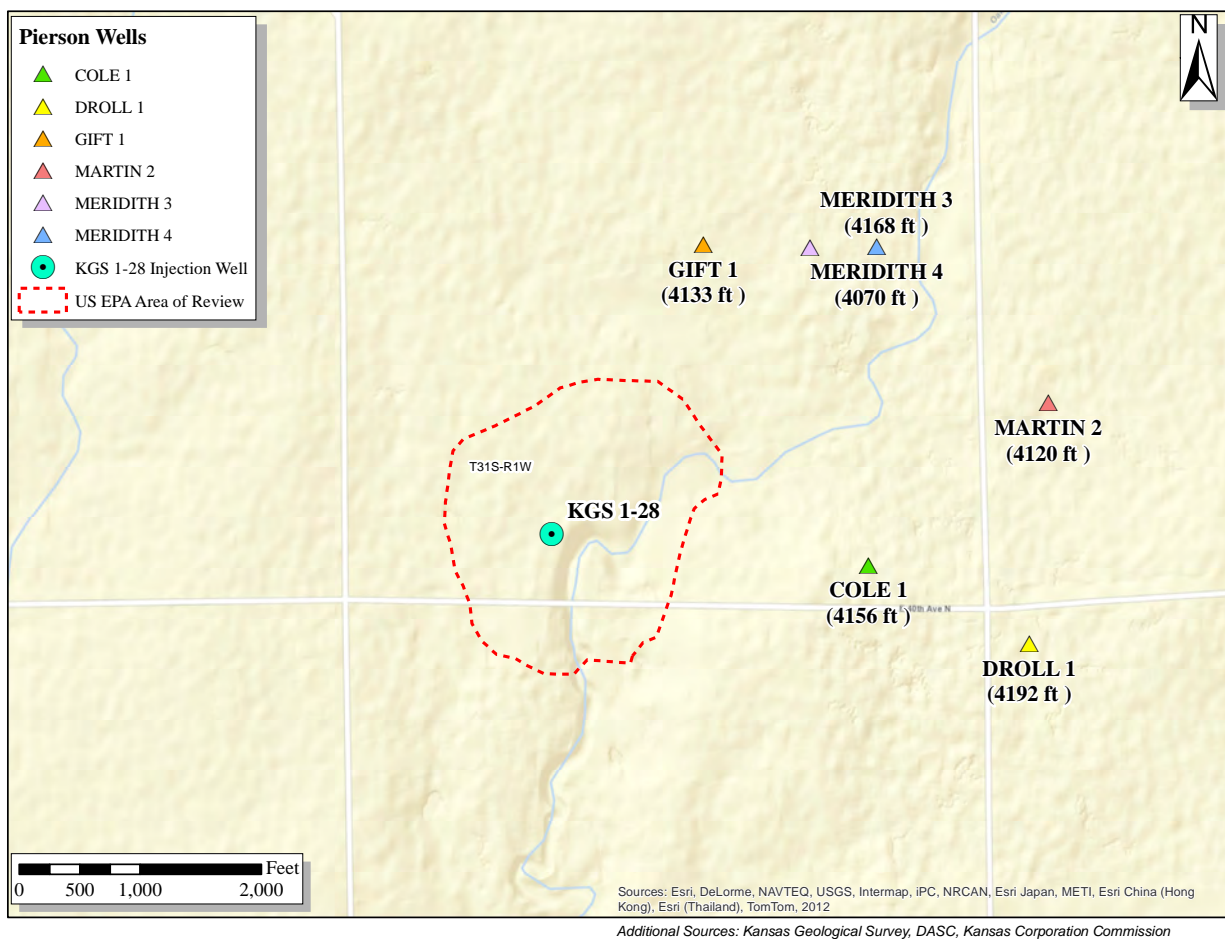 Pierson Wells
COLE 1
DROLL 1
GIFT 1
MARTIN 2
MERIDITH 3
MERIDITH 4
KGS 1-28 Injection Well
US EPA Area of Review
N
MERIDITH 3
(4168 ft )
GIFT 1
(4133 ft )
MERIDITH 4
(4070 ft )
MARTIN 2
(4120 ft )
T31S-R1W
KGS 1-28
COLE 1
(4156 ft )
E 40th Ave N
DROLL 1
(4192 ft )
Feet
0 500 1,000 2,000
Sources: Esri, DeLorme, NAVTEQ, USGS, Intermap, iPC, NRCAN, Esri Japan, METI, Esri China (Hong
Kong), Esri (Thailand), TomTom, 2012
Additional Sources: Kansas Geological Survey, DASC, Kansas Corporation Commission